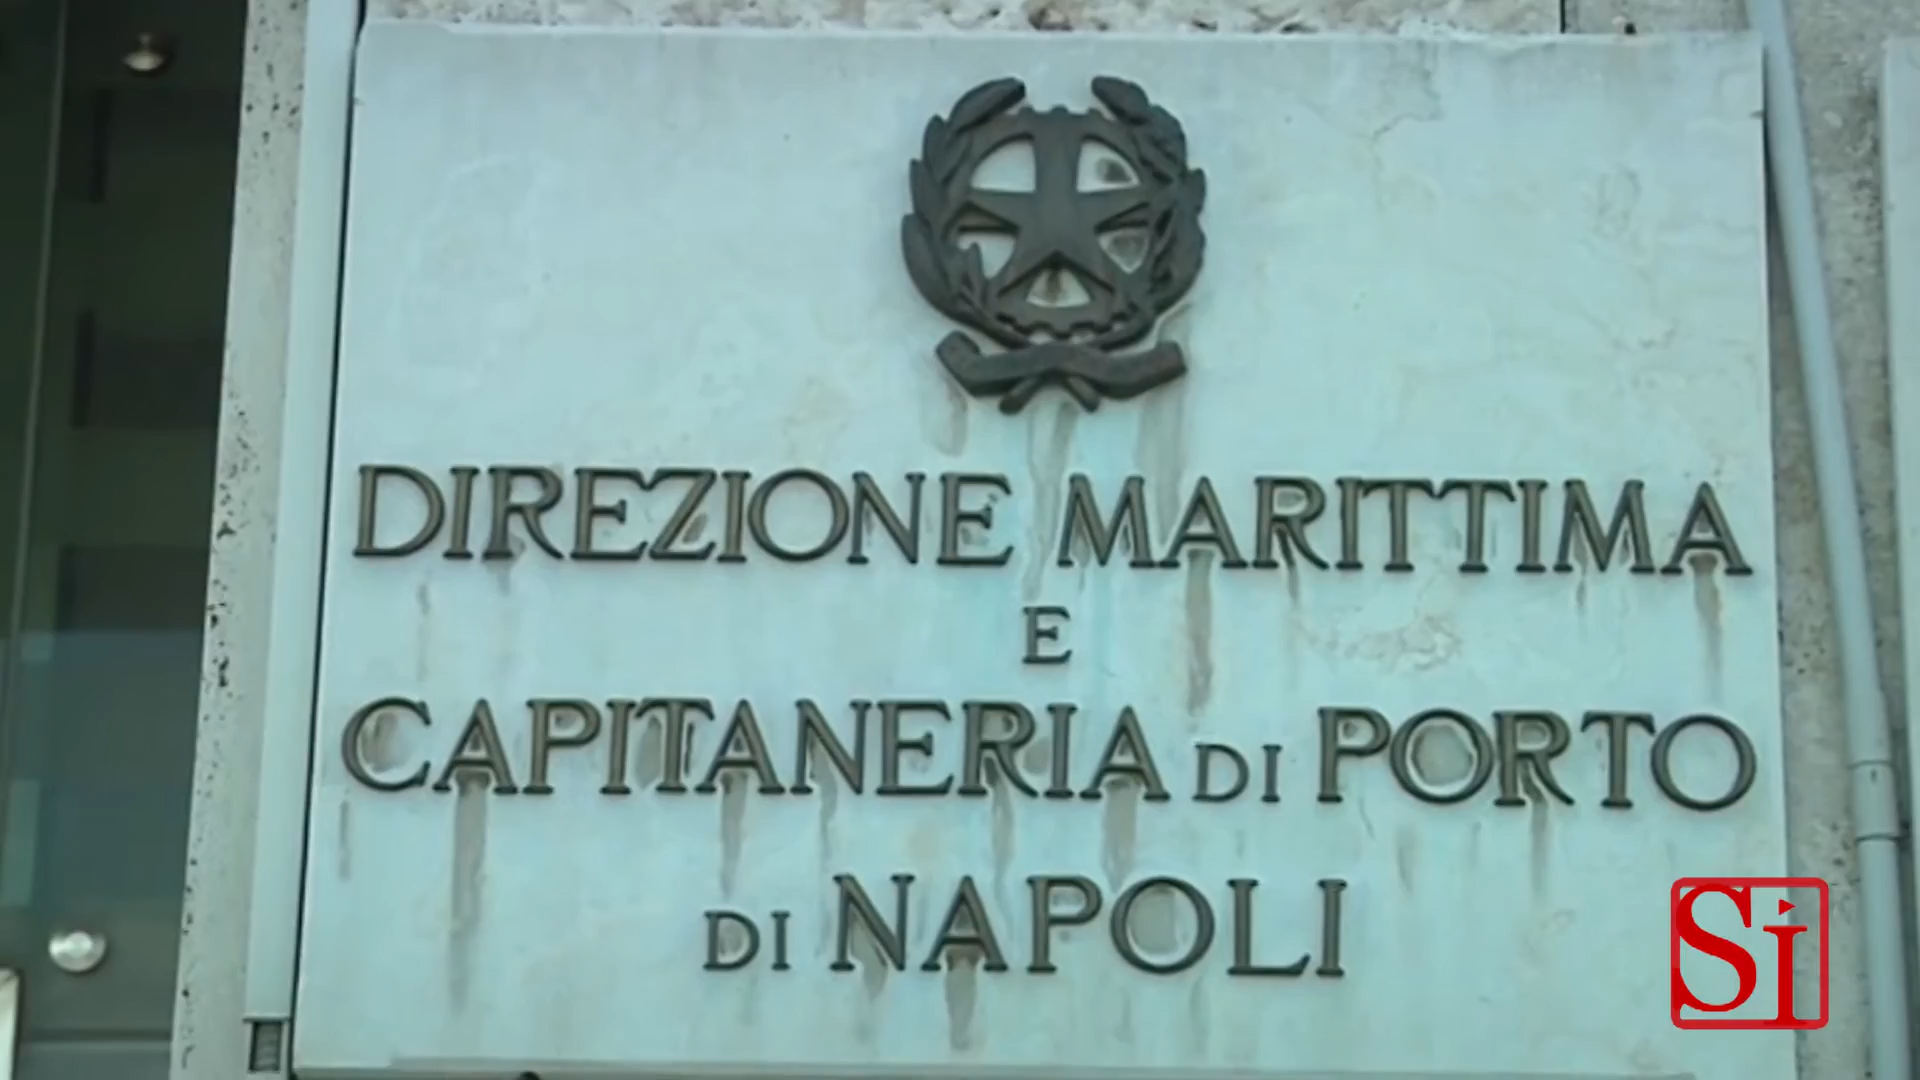 DIREZIONE MARITTIMA
E
CAPITANERIA DI PORTO
DI NAPOLI
Si